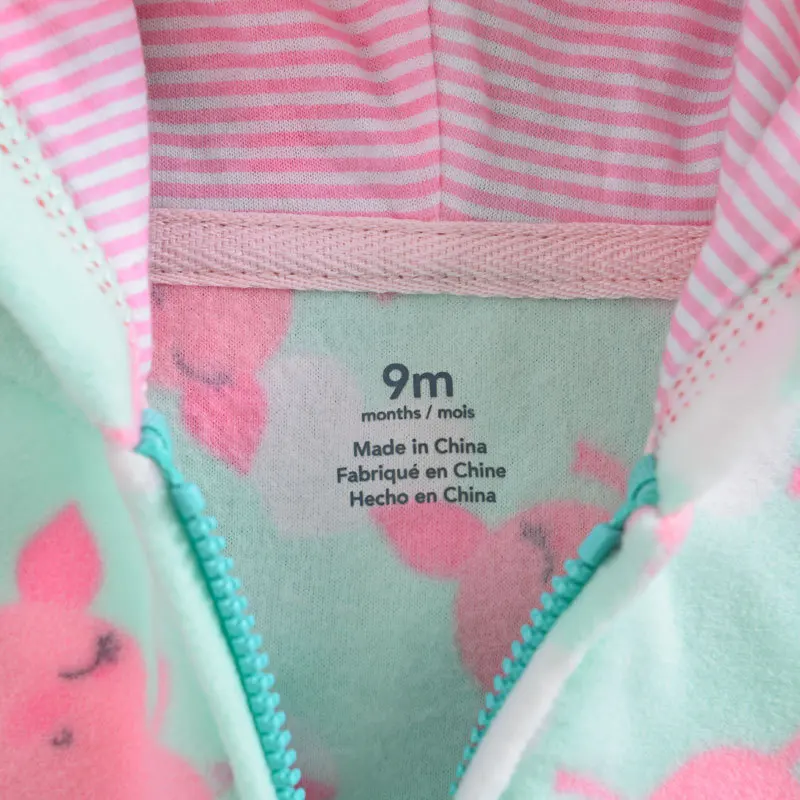 9m
months / mois
Made in China
Fabriqué en Chine
Hecho en China